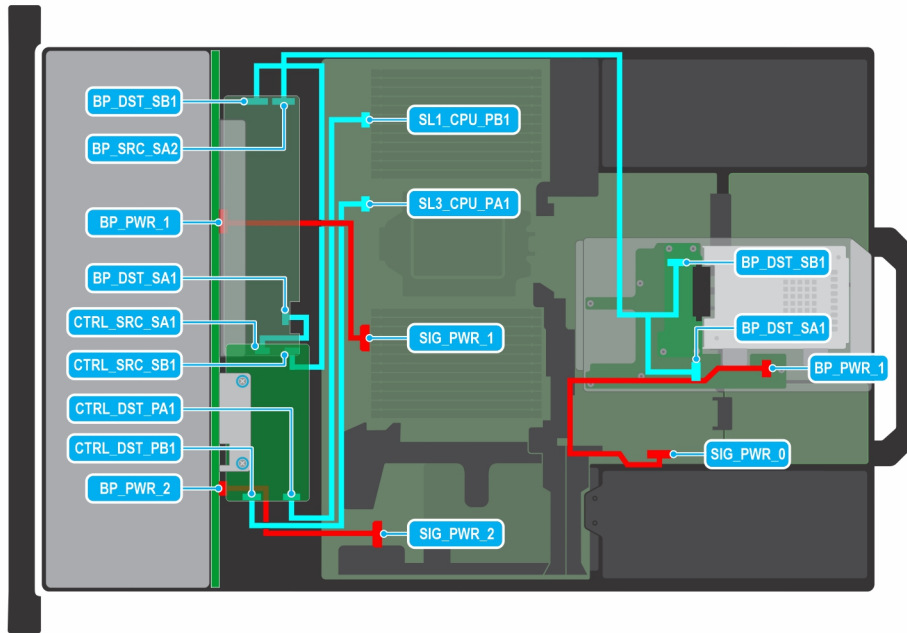 BP_DST_SB1
BP_SRC_SA2
BP_PWR_1
BP_DST_SA1
CTRL_SRC_SA1
CTRL_SRC_SB1
CTRL_DST_PA1
CTRL_DST_PB1
BP_PWR_2
SL1_CPU_PB1
SL3_CPU_PA1
SIG_PWR_1
SIG_PWR_2
BP_DST_SB1
BP_DST_SA1
BP_PWR_1
SIG_PWR_0